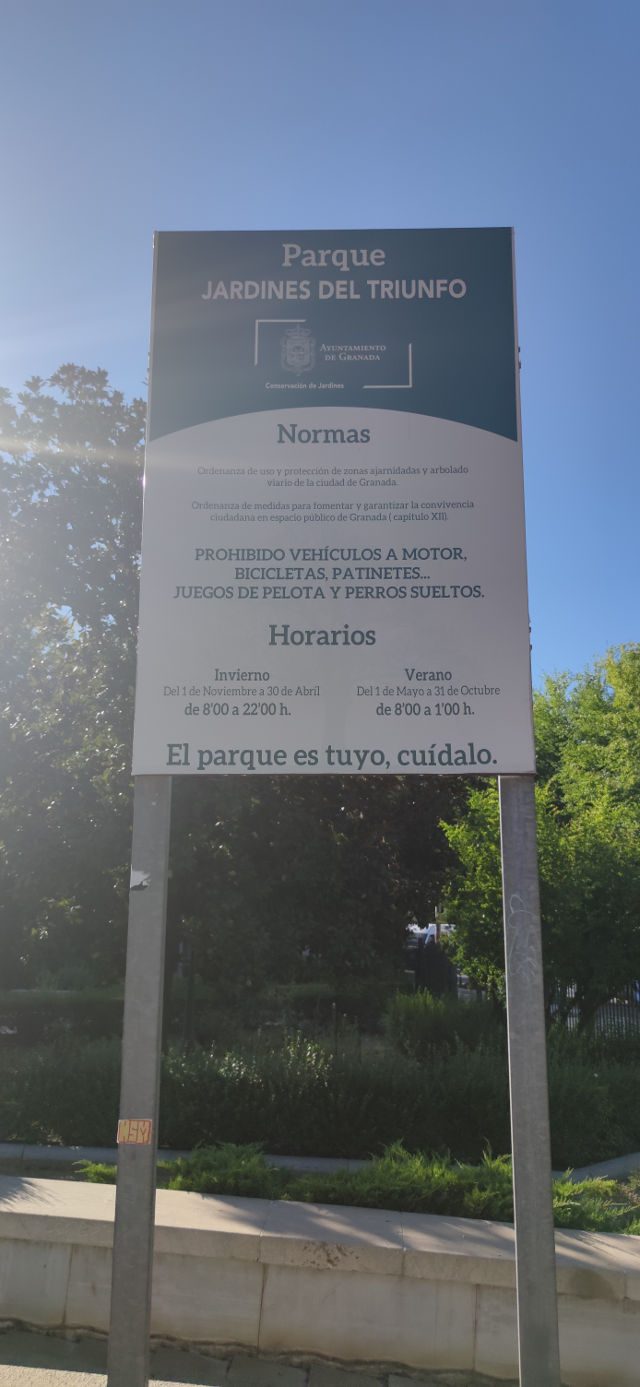 Parque
JARDINES DEL TRIUNFO
AYUNTAMIENTO
DE GRANADA
Conservación de Jardines
Normas
Ordenanza de uso y protección de zonas ajarnidadas y arbolado
viario de la ciudad de Granada.
Ordenanza de medidas para fomentar y garantizar la convivencia
ciudadana en espacio público de Granada ( capítulo XII).
PROHIBIDO VEHÍCULOS A MOTOR,
BICICLETAS, PATINETES...
JUEGOS DE PELOTA Y PERROS SUELTOS.
Horarios
Invierno
Del 1 de Noviembre a 30 de Abril
de 8'00 a 22'00 h.
Verano
Del 1 de Mayo a 31 de Octubre
de 8'00 a 1'00 h.
El parque es tuyo, cuídalo.